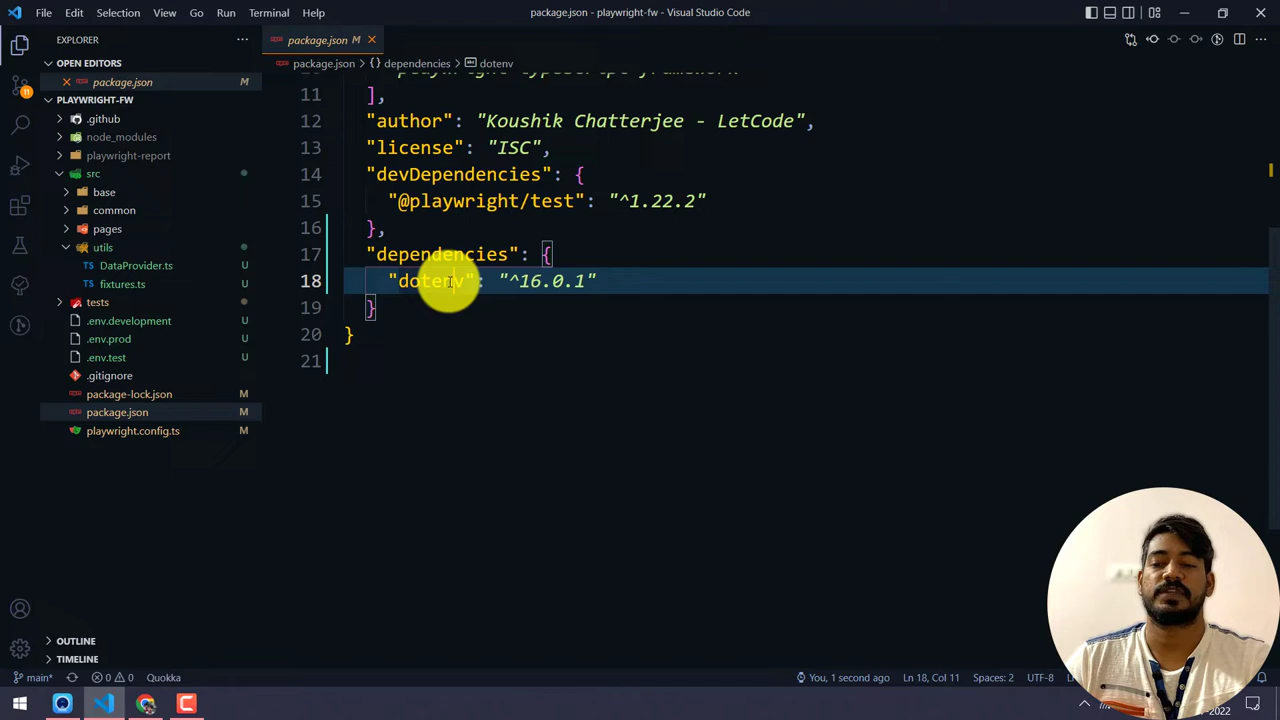 File Edit Selection View Go Run Terminal Help
package.json - playwright-fw - Visual Studio Code
EXPLORER
package.json M
OPEN EDITORS
package.json > {} dependencies > dotenv
package.json M
PLAYWRIGHT-FW
.github
node_modules
playwright-report
src
base
common
pages
utils
DataProvider.ts U
fixtures.ts U
tests
.env.development U
.env.prod U
.env.test U
.gitignore
package-lock.json M
package.json M
playwright.config.ts M
11 ],
12 "author": "Koushik Chatterjee - LetCode",
13 "license": "ISC",
14 "devDependencies": {
15 "@playwright/test": "^1.22.2"
16 },
17 "dependencies": {
18 "dotenv": "^16.0.1"
19 }
20 }
21
OUTLINE
TIMELINE
11
main* 0 0 Quokka
You, 1 second ago Ln 18, Col 11 Spaces: 2 UTF-8
-2022